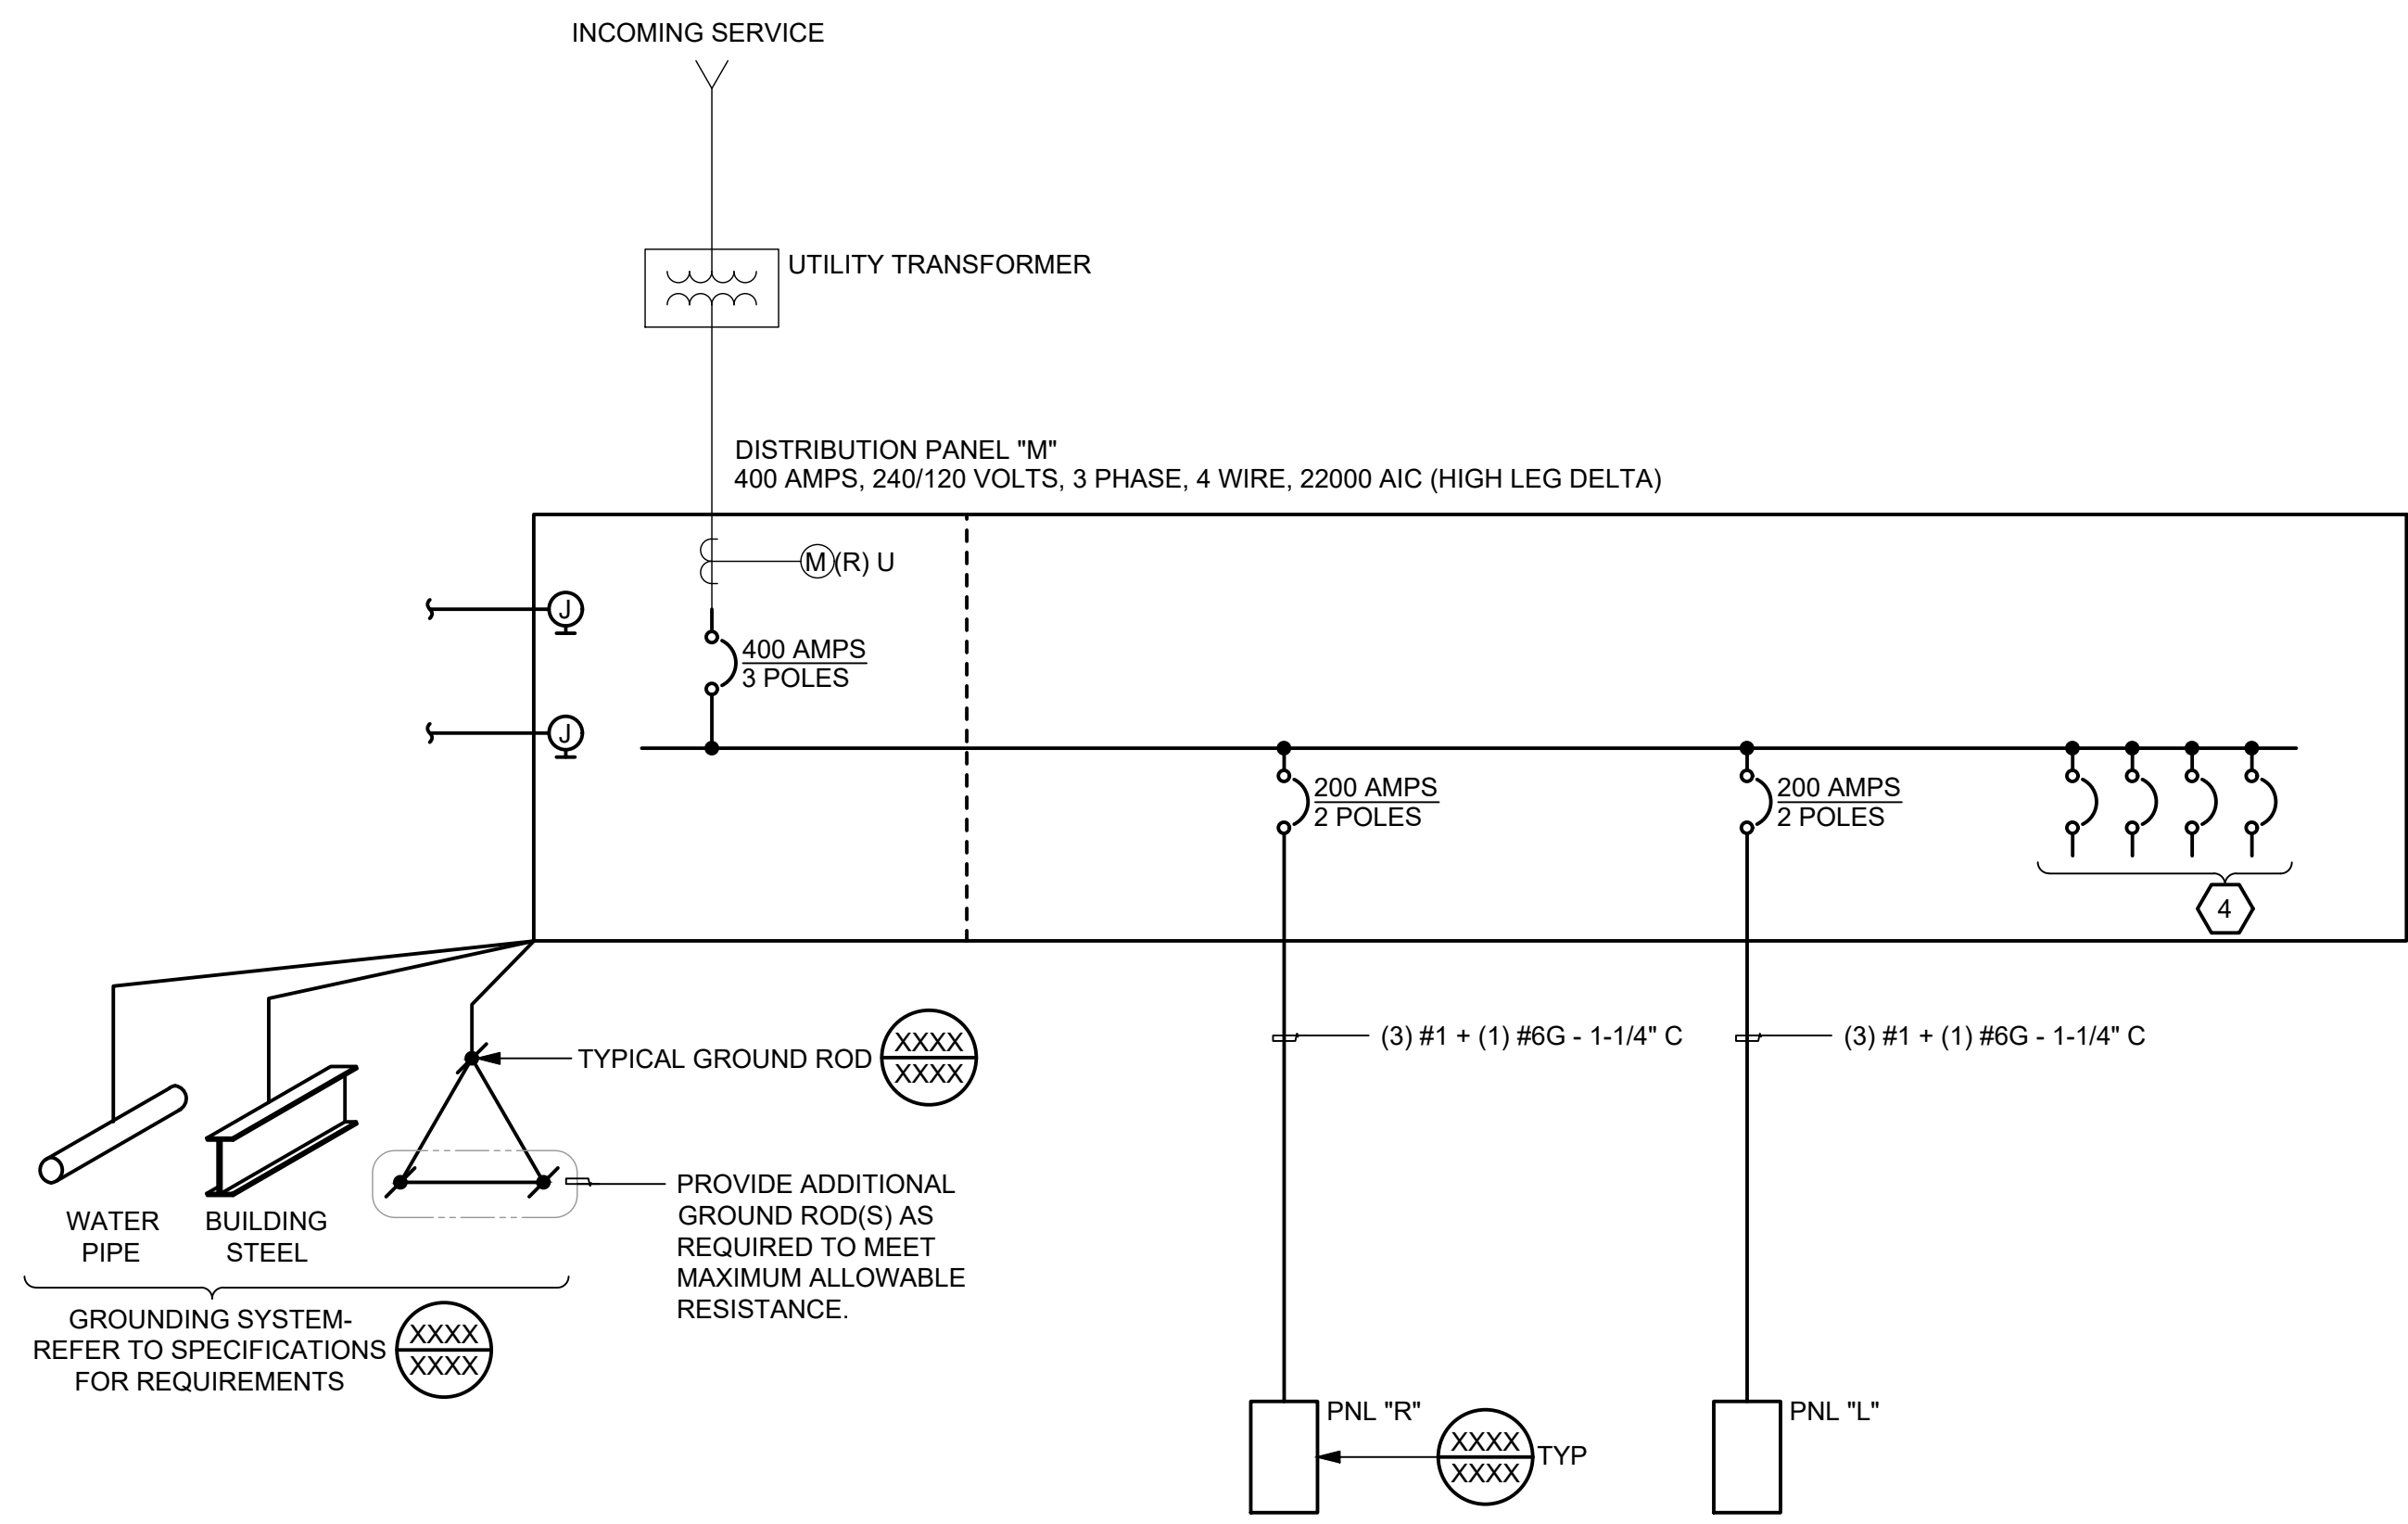 INCOMING SERVICE
UTILITY TRANSFORMER
DISTRIBUTION PANEL "M"
400 AMPS, 240/120 VOLTS, 3 PHASE, 4 WIRE, 22000 AIC (HIGH LEG DELTA)
M (R) U
J
400 AMPS
3 POLES
J
200 AMPS
2 POLES
200 AMPS
2 POLES
4
(3) #1 + (1) #6G - 1-1/4" C
(3) #1 + (1) #6G - 1-1/4" C
TYPICAL GROUND ROD
XXXX
XXXX
PROVIDE ADDITIONAL
GROUND ROD(S) AS
REQUIRED TO MEET
MAXIMUM ALLOWABLE
RESISTANCE.
WATER
PIPE
BUILDING
STEEL
GROUNDING SYSTEM-
REFER TO SPECIFICATIONS
FOR REQUIREMENTS
XXXX
XXXX
PNL "R"
XXXX
XXXX
TYP
PNL "L"